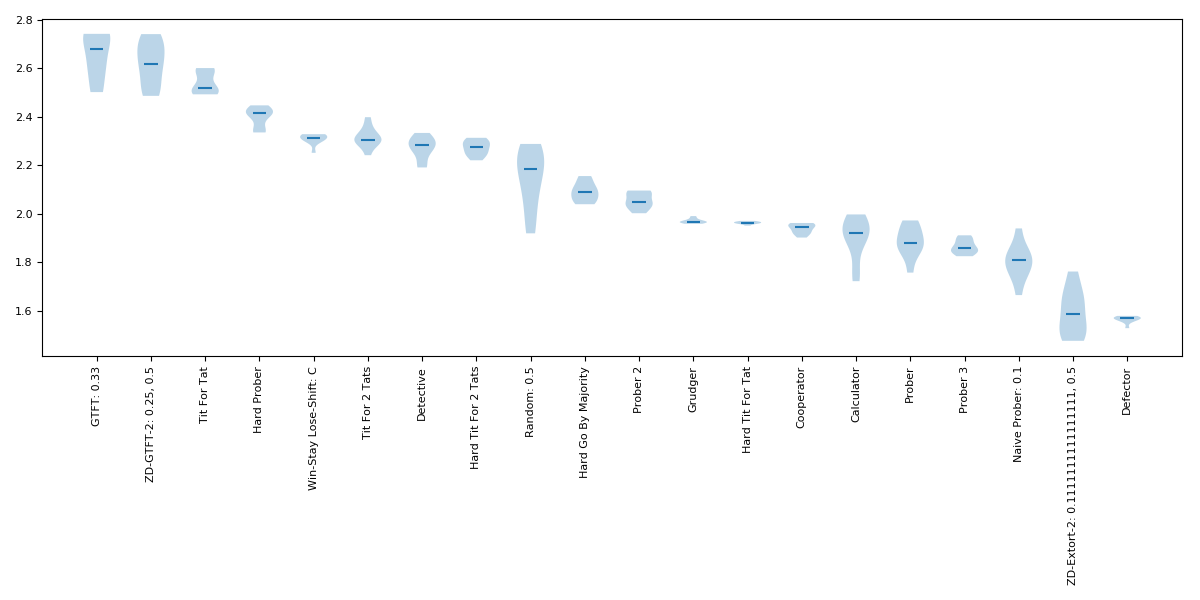 2.8
2.6
2.4
2.2
2.0
1.8
1.6
GTFT: 0.33
ZD-GTFT-2: 0.25, 0.5
Tit For Tat
Hard Prober
Win-Stay Lose-Shift: C
Tit For 2 Tats
Detective
Hard Tit For 2 Tats
Random: 0.5
Hard Go By Majority
Prober 2
Grudger
Hard Tit For Tat
Cooperator
Calculator
Prober
Prober 3
Naive Prober: 0.1
ZD-Extort-2: 0.1111111111111111, 0.5
Defector